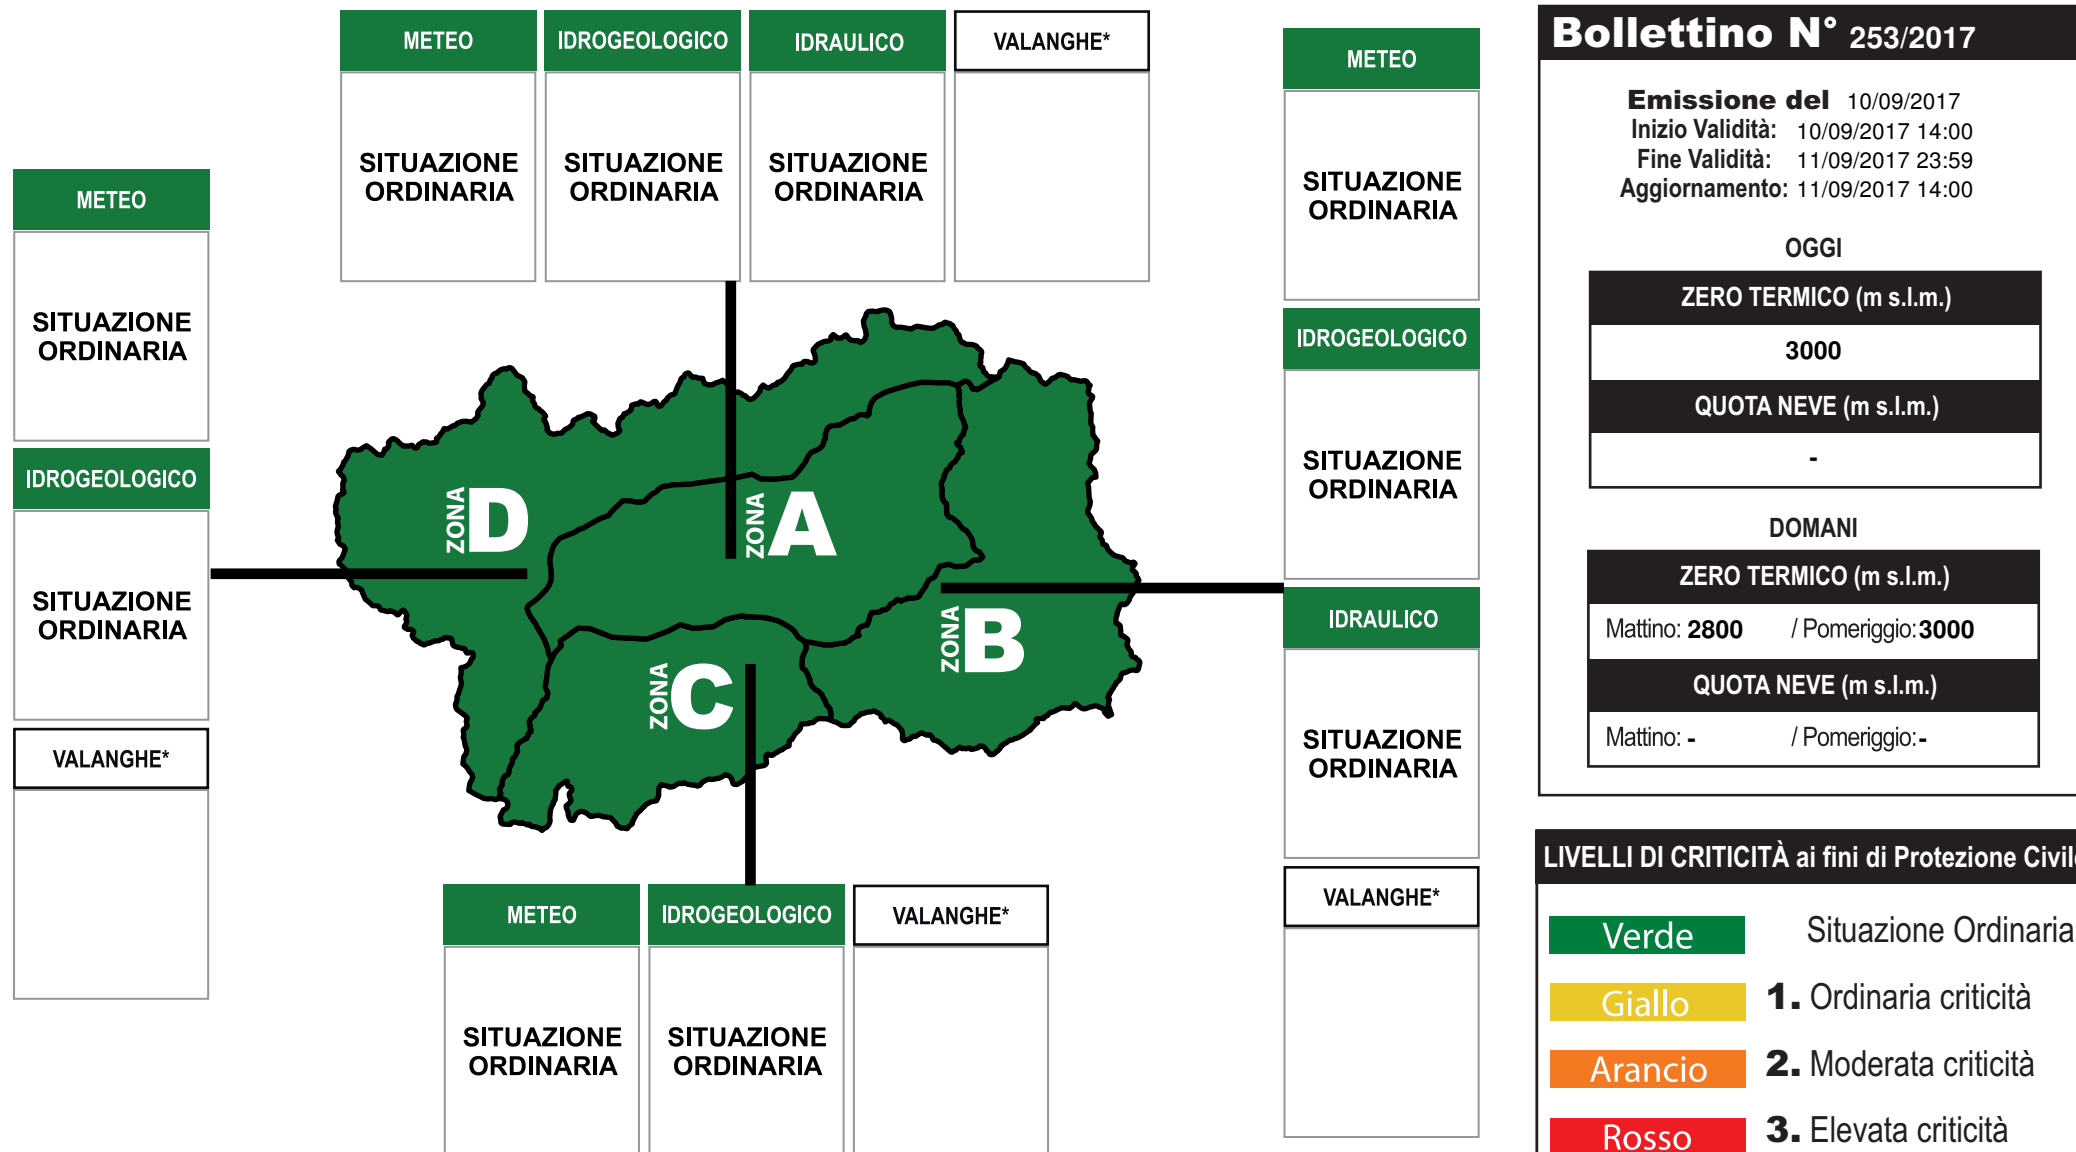 METEO
IDROGEOLOGICO
IDRAULICO
VALANGHE*
SITUAZIONE
ORDINARIA
SITUAZIONE
ORDINARIA
SITUAZIONE
ORDINARIA
METEO
SITUAZIONE
ORDINARIA
IDROGEOLOGICO
SITUAZIONE
ORDINARIA
VALANGHE*
ZONA D
ZONA A
ZONA B
ZONA C
METEO
SITUAZIONE
ORDINARIA
IDROGEOLOGICO
SITUAZIONE
ORDINARIA
IDRAULICO
SITUAZIONE
ORDINARIA
VALANGHE*
METEO
IDROGEOLOGICO
VALANGHE*
SITUAZIONE
ORDINARIA
SITUAZIONE
ORDINARIA
Bollettino N° 253/2017
Emissione del 10/09/2017
Inizio Validità: 10/09/2017 14:00
Fine Validità: 11/09/2017 23:59
Aggiornamento: 11/09/2017 14:00
OGGI
ZERO TERMICO (m s.l.m.)
3000
QUOTA NEVE (m s.l.m.)
-
DOMANI
ZERO TERMICO (m s.l.m.)
Mattino: 2800 / Pomeriggio: 3000
QUOTA NEVE (m s.l.m.)
Mattino: - / Pomeriggio: -
LIVELLI DI CRITICITÀ ai fini di Protezione Civile
Verde Situazione Ordinaria
Giallo 1. Ordinaria criticità
Arancio 2. Moderata criticità
Rosso 3. Elevata criticità